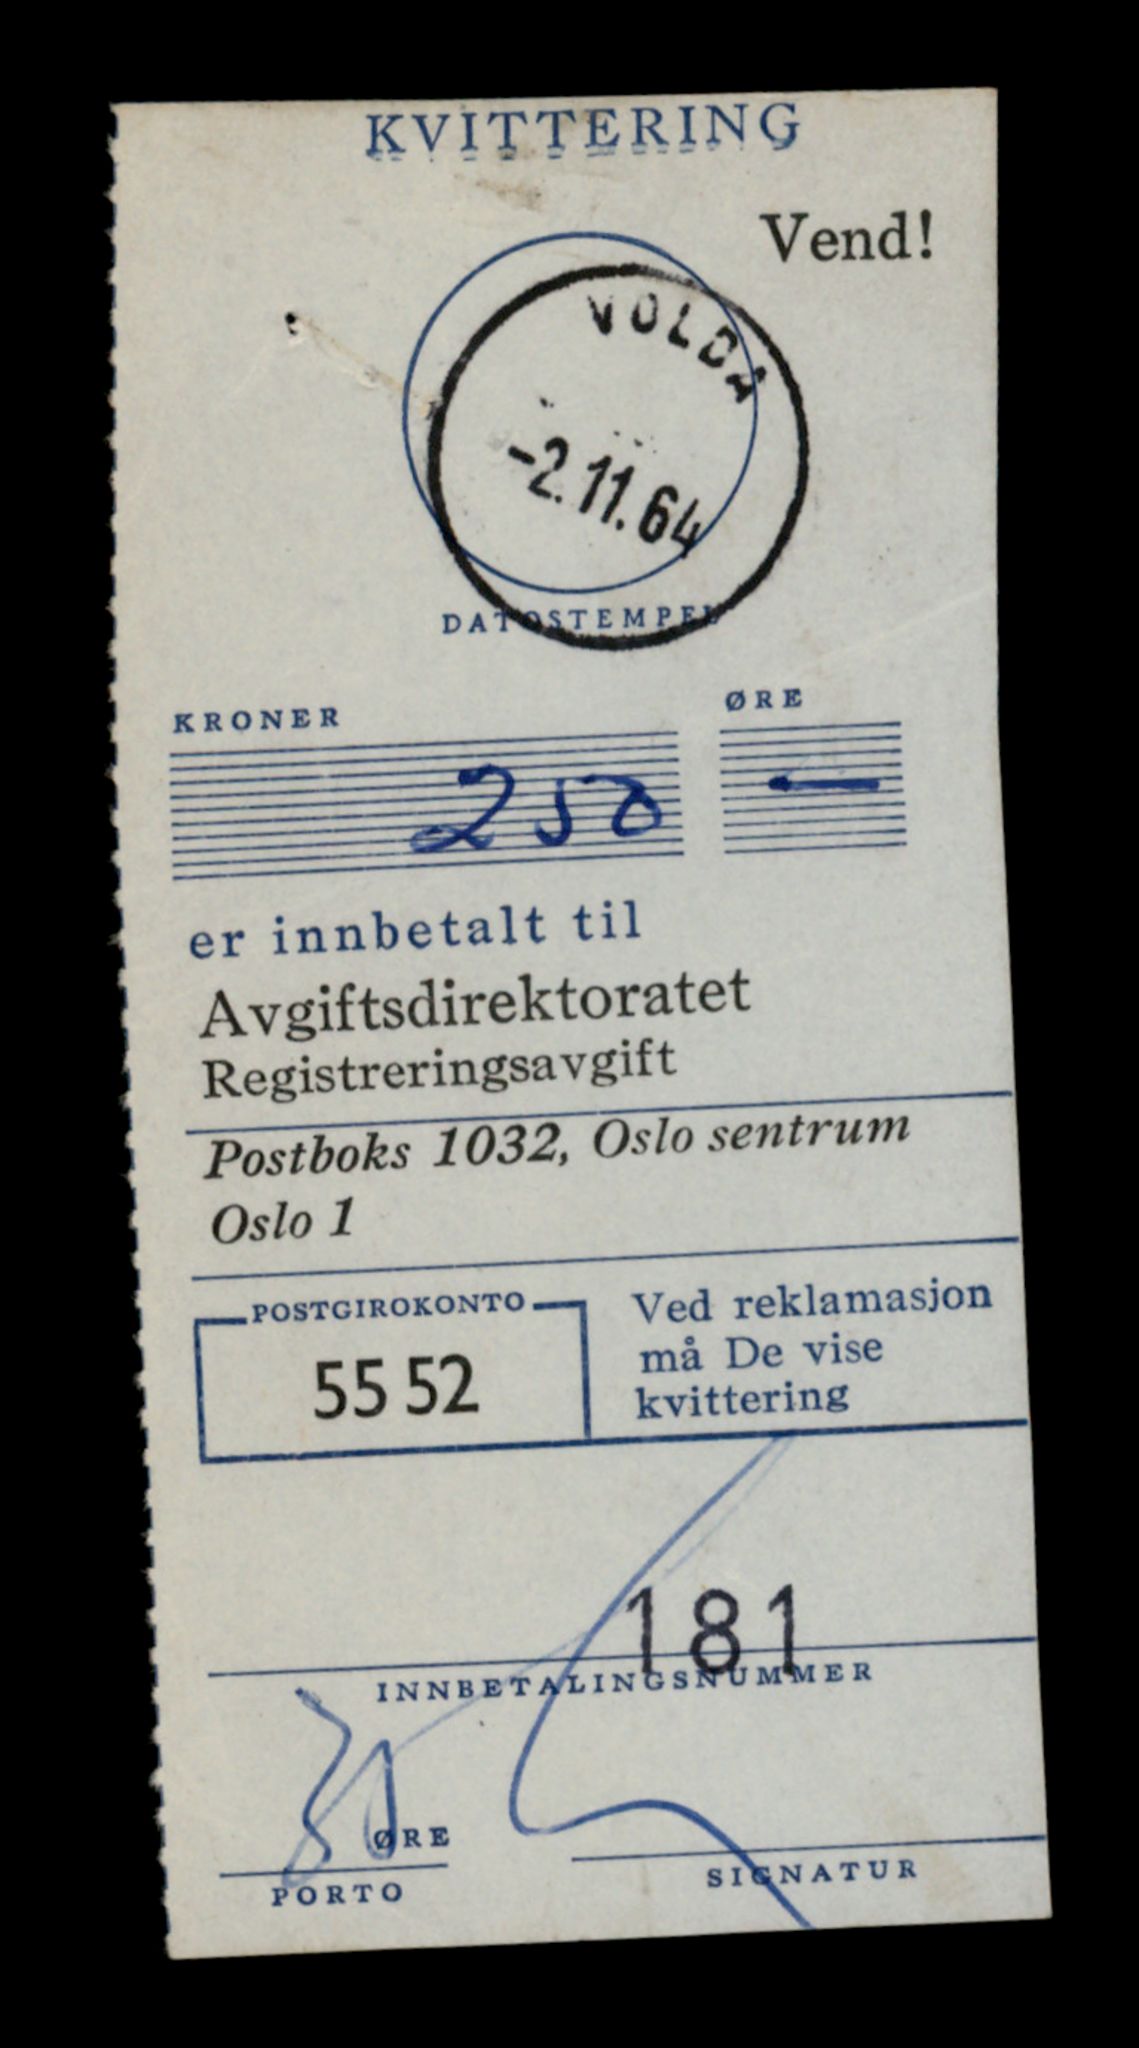 KVITTERING
Vend!
VOLDA
-2.11.64
DATOSTEMPEL
KRONER ØRE
250 —
er innbetalt til
Avgiftsdirektoratet
Registreringsavgift
Postboks 1032, Oslo sentrum
Oslo 1
POSTGIROKONTO
55 52
Ved reklamasjon
må De vise
kvittering
181
INNBETALINGSNUMMER
ØRE
PORTO
SIGNATUR